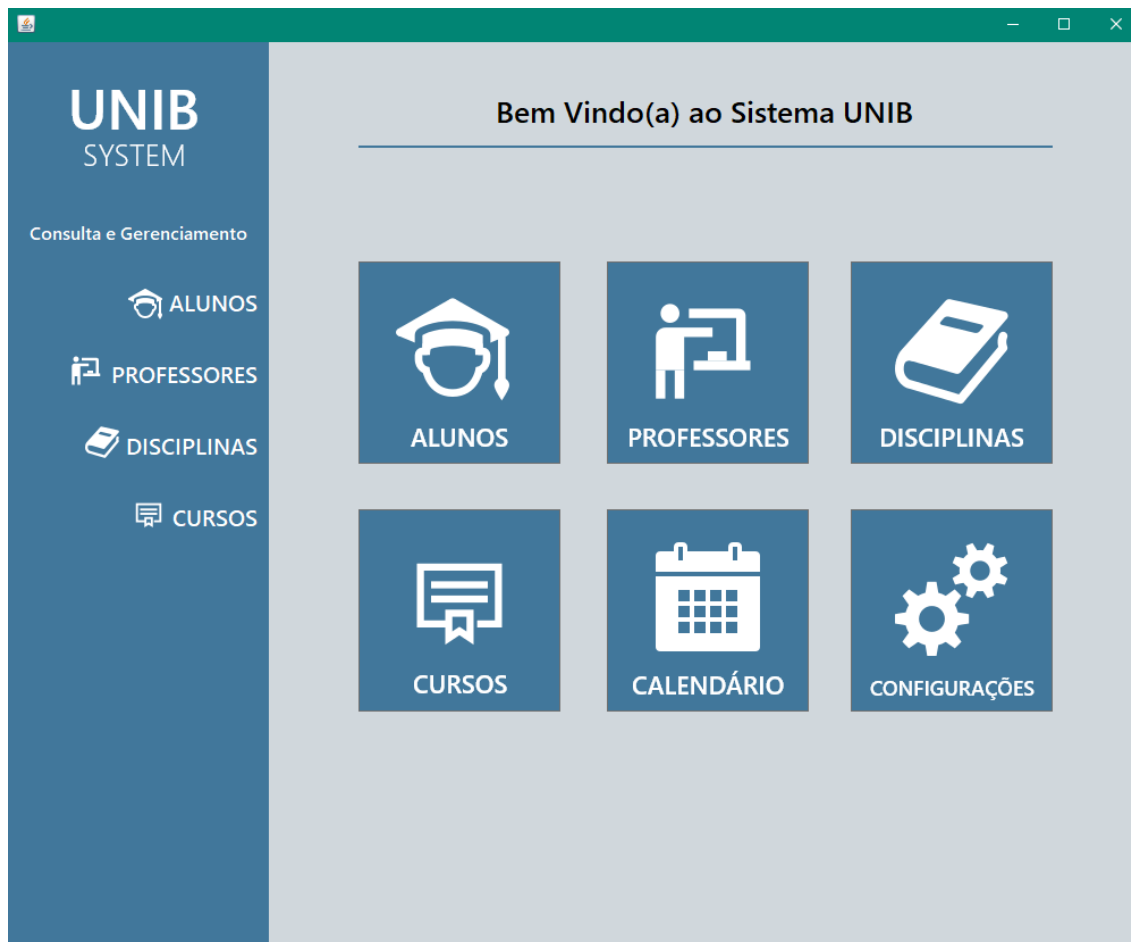 UNIB
SYSTEM
Consulta e Gerenciamento
ALUNOS
PROFESSORES
DISCIPLINAS
CURSOS
Bem Vindo(a) ao Sistema UNIB
ALUNOS
PROFESSORES
DISCIPLINAS
CURSOS
CALENDÁRIO
CONFIGURAÇÕES